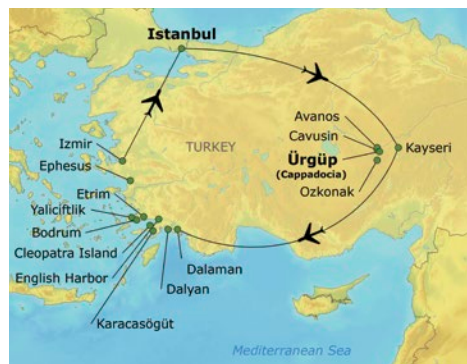 Istanbul
Avanos
Cavusin
Kayseri
TURKEY
Izmir
Ürgüp
(Cappadocia)
Ephesus
Ozkonak
Etrim
Yaliciftlik
Bodrum
Cleopatra Island
English Harbor
Dalaman
Dalyan
Karacasögüt
Mediterranean Sea